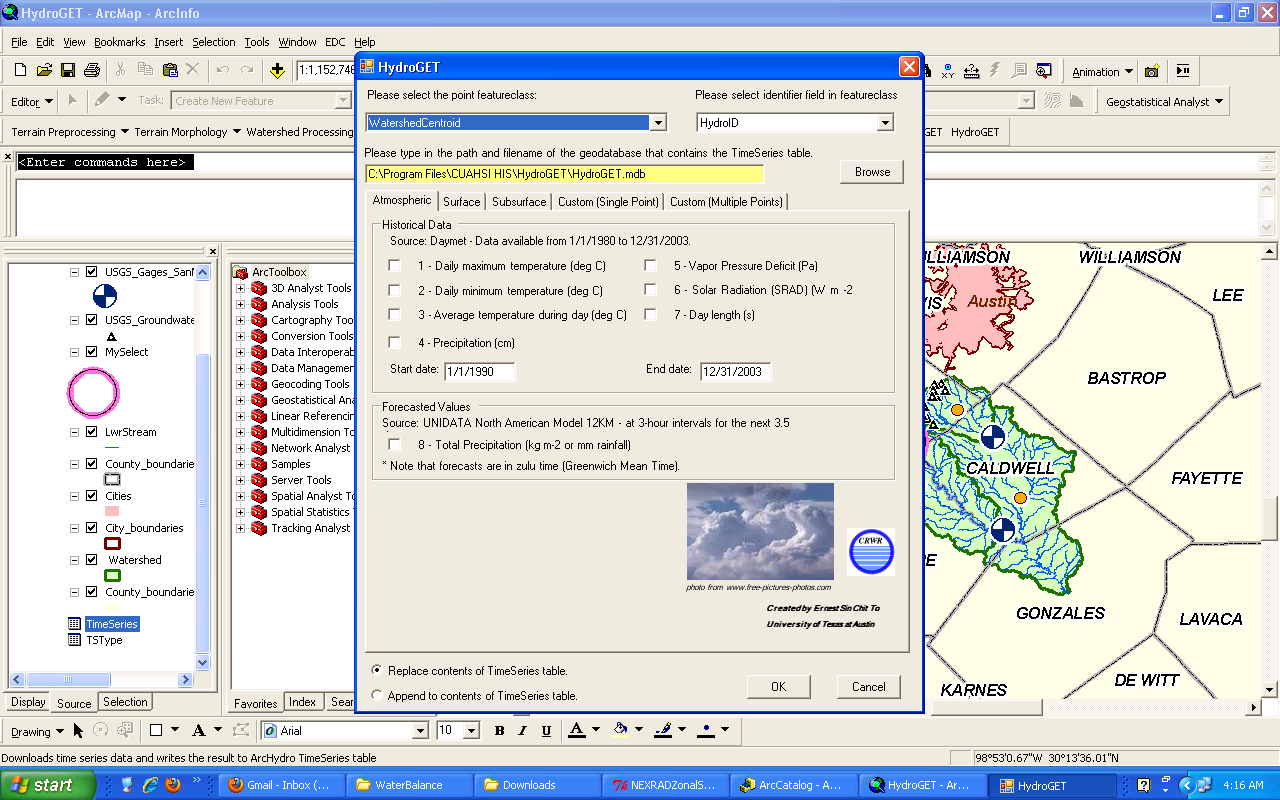 HydroGET - ArcMap - ArcInfo
File Edit View Bookmarks Insert Selection Tools Window EDC Help
1:1,152,746
Animation
Editor Task: Create New Feature
Geostatistical Analyst
Terrain Preprocessing Terrain Morphology Watershed Processing
GET HydroGET
<Enter commands here>
USGS_Gages_San
USGS_Groundwate
MySelect
LwrStream
County_boundarie
Cities
City_boundaries
Watershed
County_boundarie
TimeSeries
TSType
Display Source Selection
ArcToolbox
3D Analyst Tools
Analysis Tools
Cartography Too
Conversion Tools
Data Interoperab
Data Managemen
Geocoding Tools
Geostatistical Ana
Linear Referencin
Multidimension To
Network Analyst
Samples
Server Tools
Spatial Analyst To
Spatial Statistics
Tracking Analyst
Favorites Index Sear
HydroGET
Please select the point featureclass:
Please select identifier field in featureclass
WatershedCentroid
HydroID
Please type in the path and filename of the geodatabase that contains the TimeSeries table.
C:\Program Files\CUAHSI HIS\HydroGET\HydroGET.mdb
Browse
Atmospheric Surface Subsurface Custom (Single Point) Custom (Multiple Points)
Historical Data
Source: Daymet - Data available from 1/1/1980 to 12/31/2003.
1 - Daily maximum temperature (deg C)
5 - Vapor Pressure Deficit (Pa)
2 - Daily minimum temperature (deg C)
6 - Solar Radiation (SRAD) (W m -2
3 - Average temperature during day (deg C)
7 - Day length (s)
4 - Precipitation (cm)
Start date: 1/1/1990
End date: 12/31/2003
Forecasted Values
Source: UNIDATA North American Model 12KM - at 3-hour intervals for the next 3.5
8 - Total Precipitation (kg m-2 or mm rainfall)
* Note that forecasts are in zulu time (Greenwich Mean Time).
CRWR
photo from www.free-pictures-photos.com
Created by Ernest Sin Chit To
University of Texas at Austin
Replace contents of TimeSeries table.
Append to contents of TimeSeries table.
OK Cancel
LLIAMSON
WILLIAMSON
VIS
Austin
LEE
BASTROP
CALDWELL
FAYETTE
PE
GONZALES
LAVACA
KARNES
DE WITT
Drawing A Arial 10 B I U A
Downloads time series data and writes the result to ArcHydro TimeSeries table
98°53'0.67"W 30°13'36.01"N
start
Gmail - Inbox (...
WaterBalance
Downloads
NEXRADZonalS...
ArcCatalog - A...
HydroGET - Ar...
HydroGET
4:16 AM